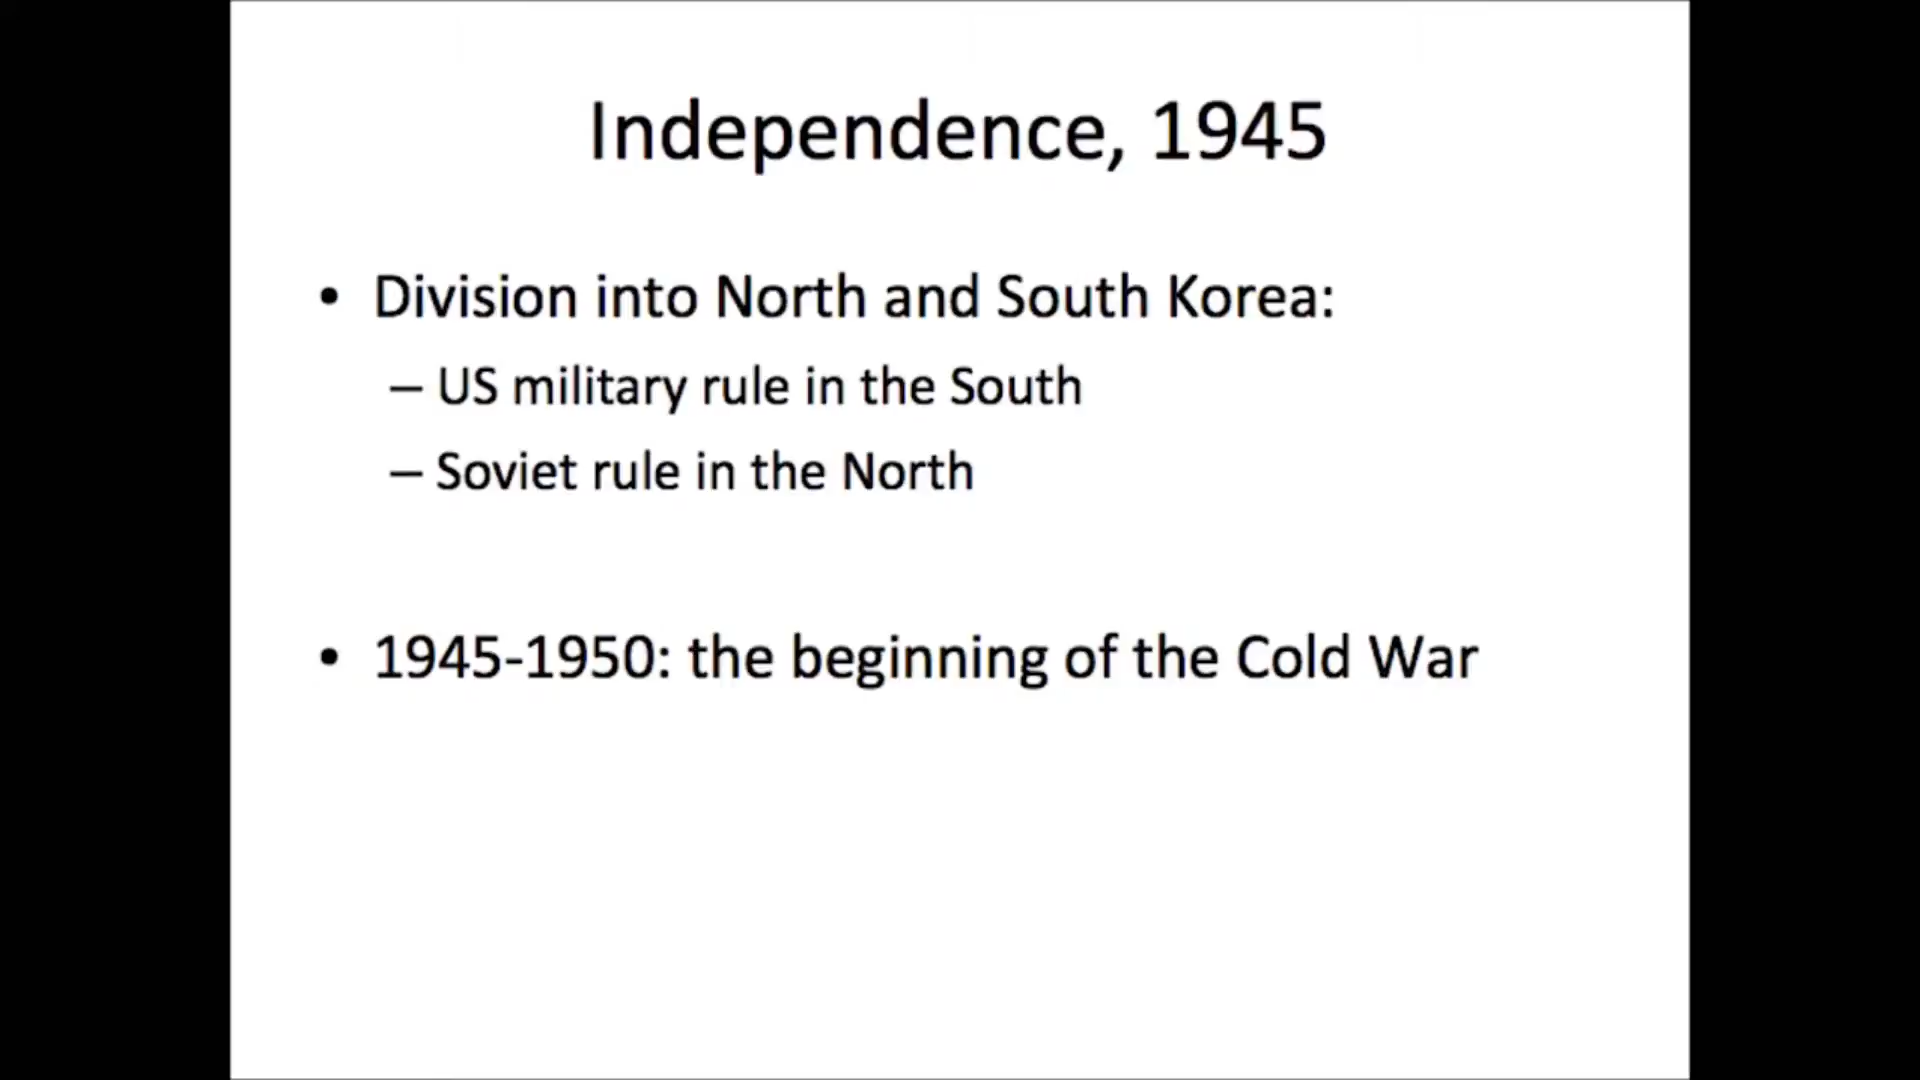 Independence, 1945
• Division into North and South Korea:
– US military rule in the South
– Soviet rule in the North
• 1945-1950: the beginning of the Cold War